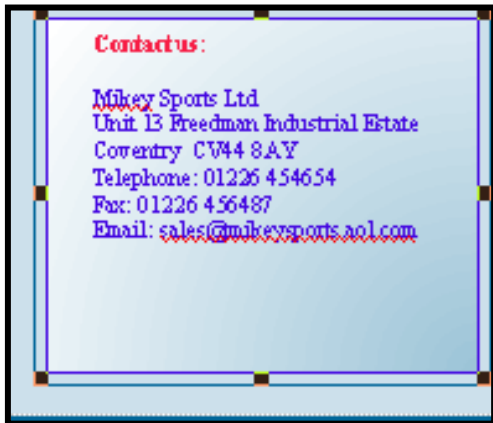 Contact us:
Mikey Sports Ltd
Unit 13 Freedman Industrial Estate
Coventry CV44 8AY
Telephone: 01226 454654
Fax: 01226 456487
Email: sales@mikeysports.aol.com